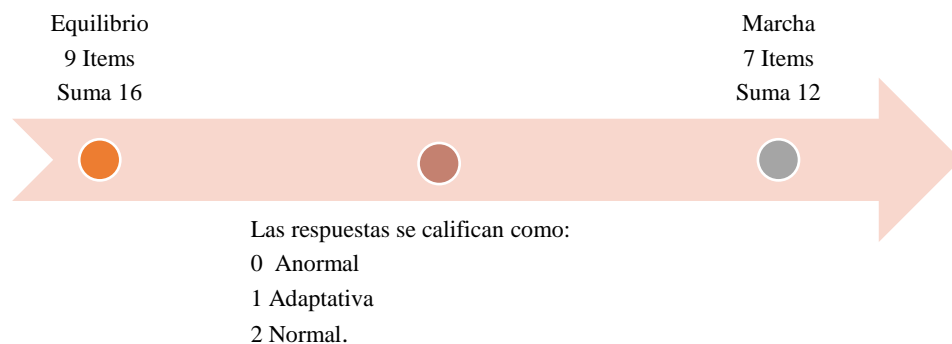 Equilibrio
9 Items
Suma 16
Marcha
7 Items
Suma 12
Las respuestas se califican como:
0 Anormal
1 Adaptativa
2 Normal.